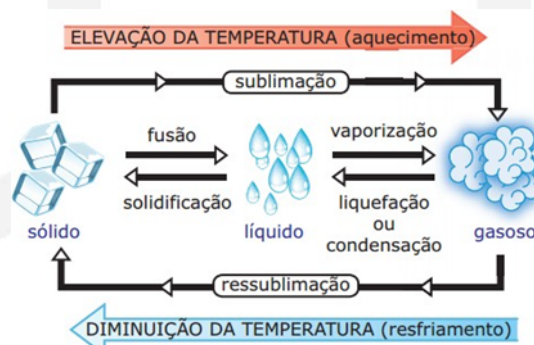 ELEVAÇÃO DA TEMPERATURA (aquecimento)
sublimação
fusão
vaporização
solidificação
liquefação
ou
condensação
sólido
líquido
gasoso
ressublimação
DIMINUIÇÃO DA TEMPERATURA (resfriamento)